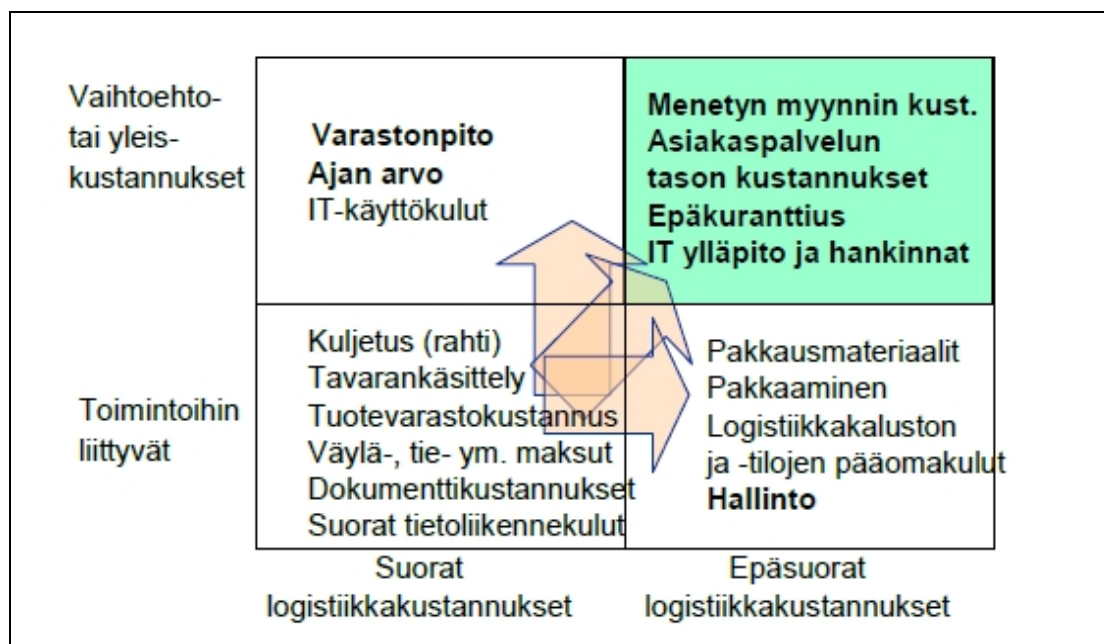 Vaihtoehto-
tai yleis-
kustannukset
Varastonpito
Ajan arvo
IT-käyttökulut
Menetyn myynnin kust.
Asiakaspalvelun
tason kustannukset
Epäkuranttius
IT ylläpito ja hankinnat
Toimintoihin
liittyvät
Kuljetus (rahti)
Tavarankäsittely
Tuotevarastokustannus
Väylä-, tie- ym. maksut
Dokumenttikustannukset
Suorat tietoliikennekulut
Pakkausmateriaalit
Pakkaaminen
Logistiikkakaluston
ja -tilojen pääomakulut
Hallinto
Suorat
logistiikkakustannukset
Epäsuorat
logistiikkakustannukset